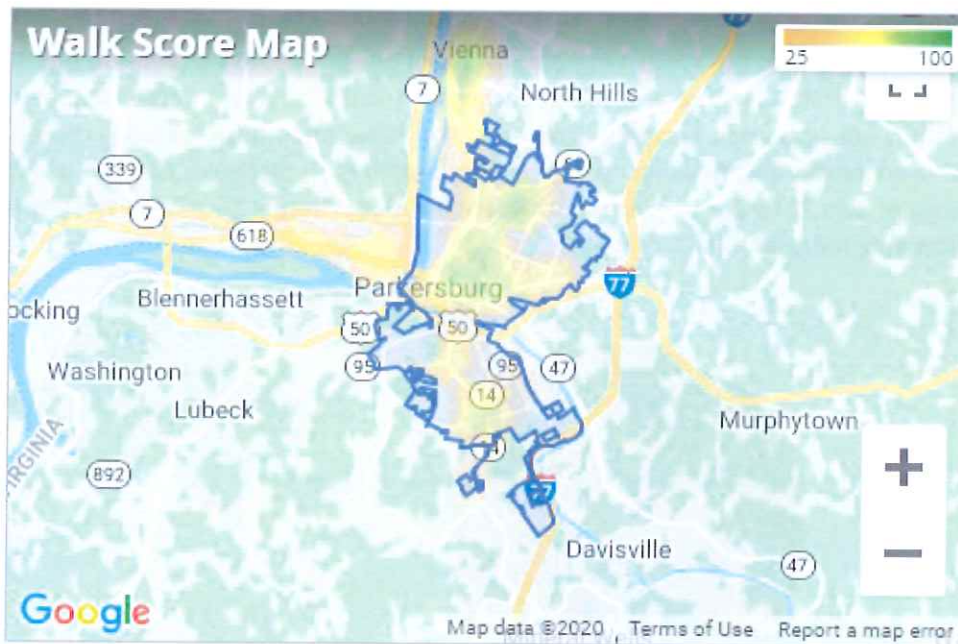 Walk Score Map
Vienna
25 100
7
North Hills
339
7
618
77
Parkersburg
Blennerhassett
ocking
50
50
95
95
47
Washington
14
Lubeck
Murphytown
VIRGINIA
892
Davisville
47
Google
Map data ©2020 Terms of Use Report a map error